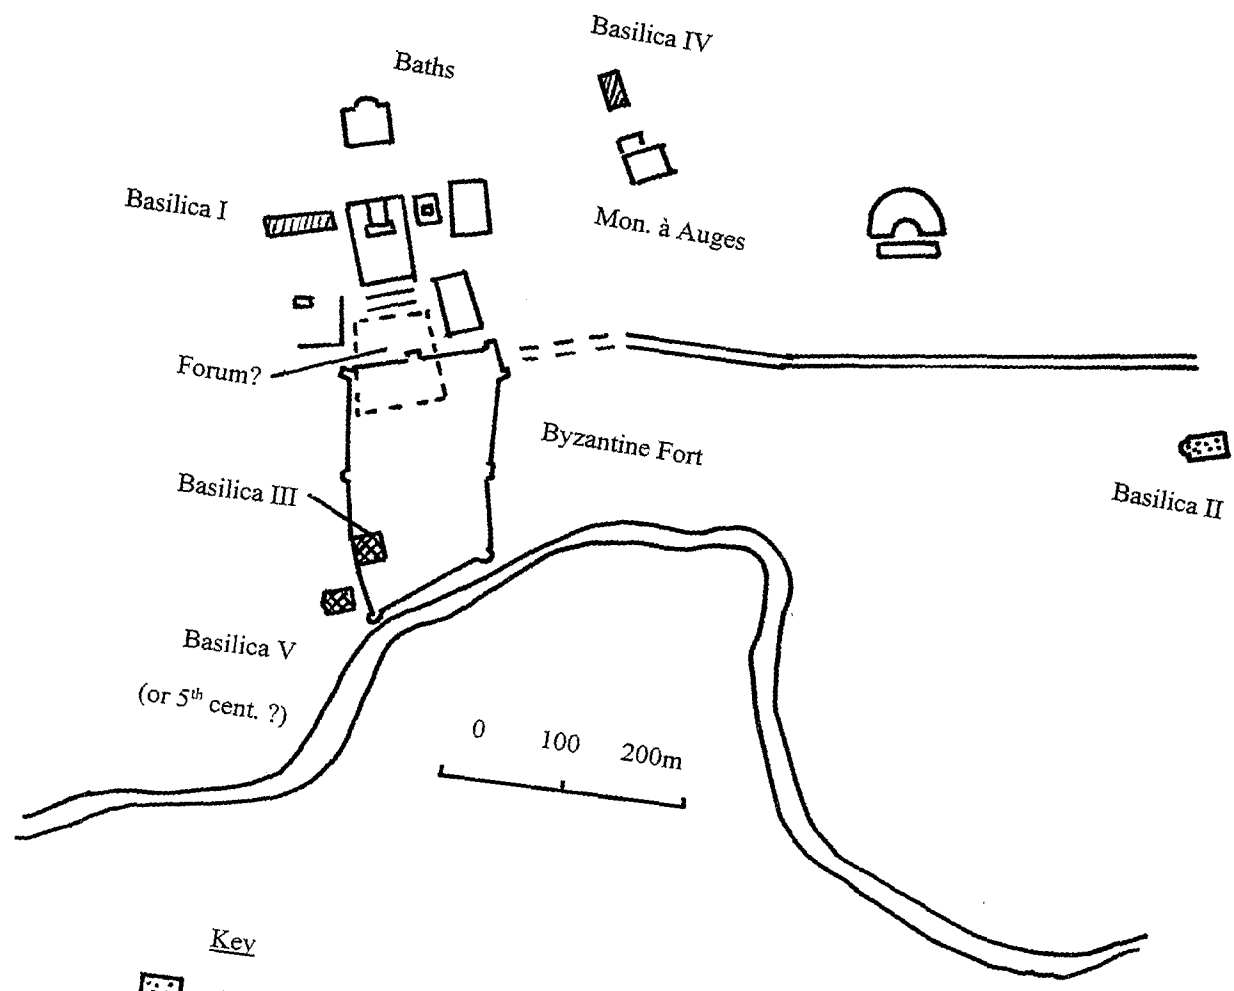 Basilica IV
Baths
Basilica I
Mon. à Auges
Forum?
Byzantine Fort
Basilica III
Basilica II
Basilica V
(or 5th cent. ?)
0 100 200m
Key